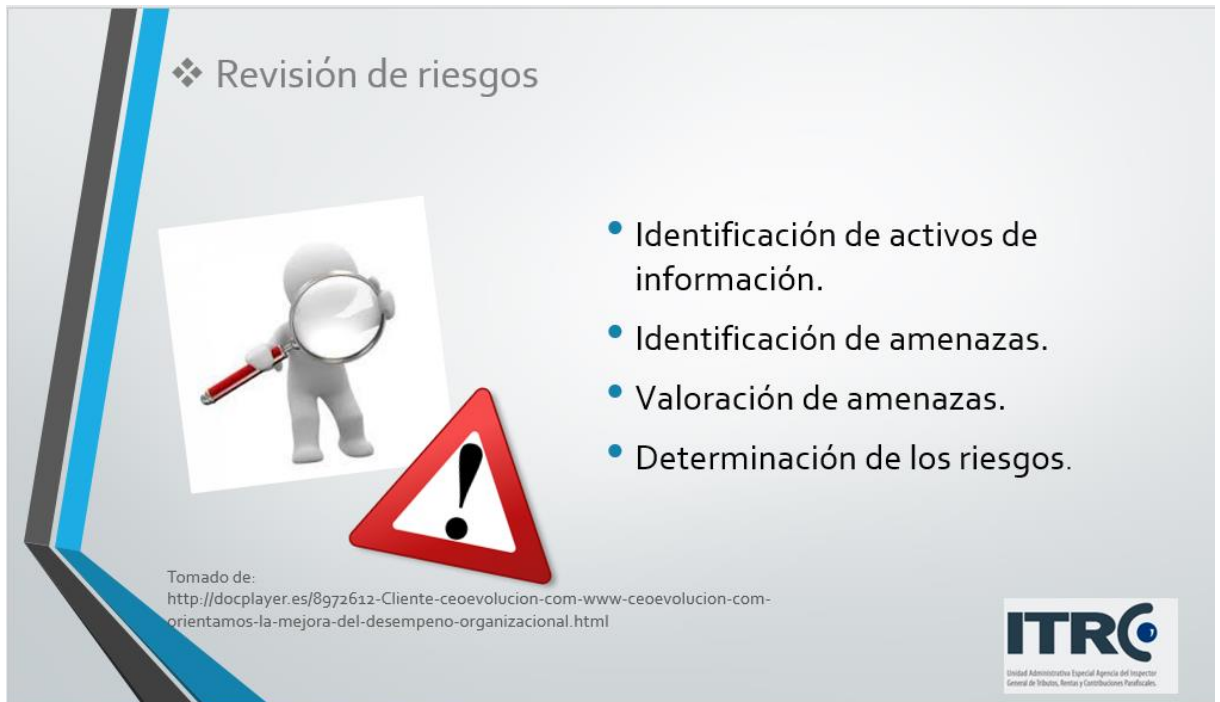 ❖ Revisión de riesgos
• Identificación de activos de
información.
• Identificación de amenazas.
• Valoración de amenazas.
• Determinación de los riesgos.
Tomado de:
http://docplayer.es/8972612-Cliente-ceoevolucion-com-www-ceoevolucion-com-
orientamos-la-mejora-del-desempeno-organizacional.html
ITRC
Unidad Administrativa Especial Agencia del Inspector
General de Tributos, Rentas y Contribuciones Parafiscales.